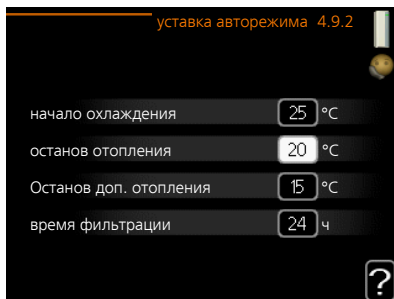 уставка авторежима 4.9.2
начало охлаждения 25 °C
останов отопления 20 °C
Останов доп. отопления 15 °C
время фильтрации 24 ч
?